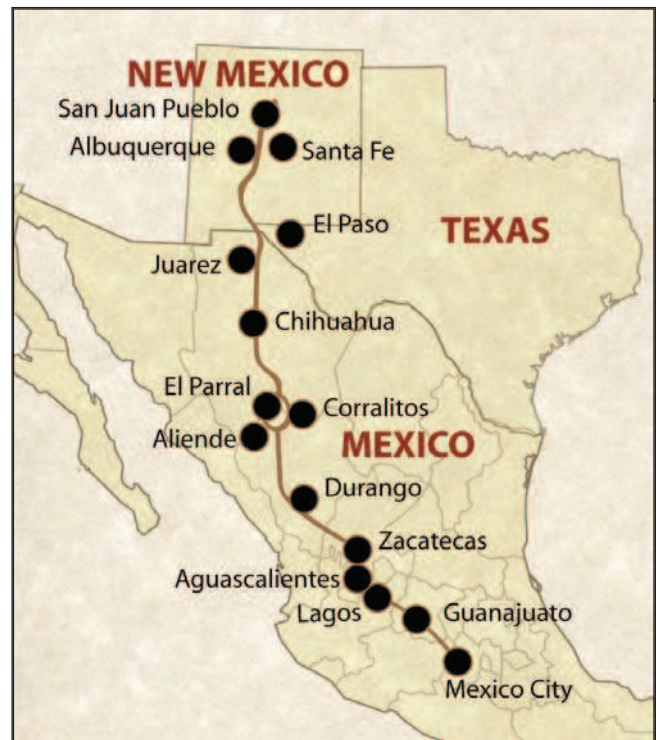 NEW MEXICO
San Juan Pueblo
Albuquerque
Santa Fe
El Paso
TEXAS
Juarez
Chihuahua
El Parral
Corralitos
Aliende
MEXICO
Durango
Zacatecas
Aguascalientes
Lagos
Guanajuato
Mexico City